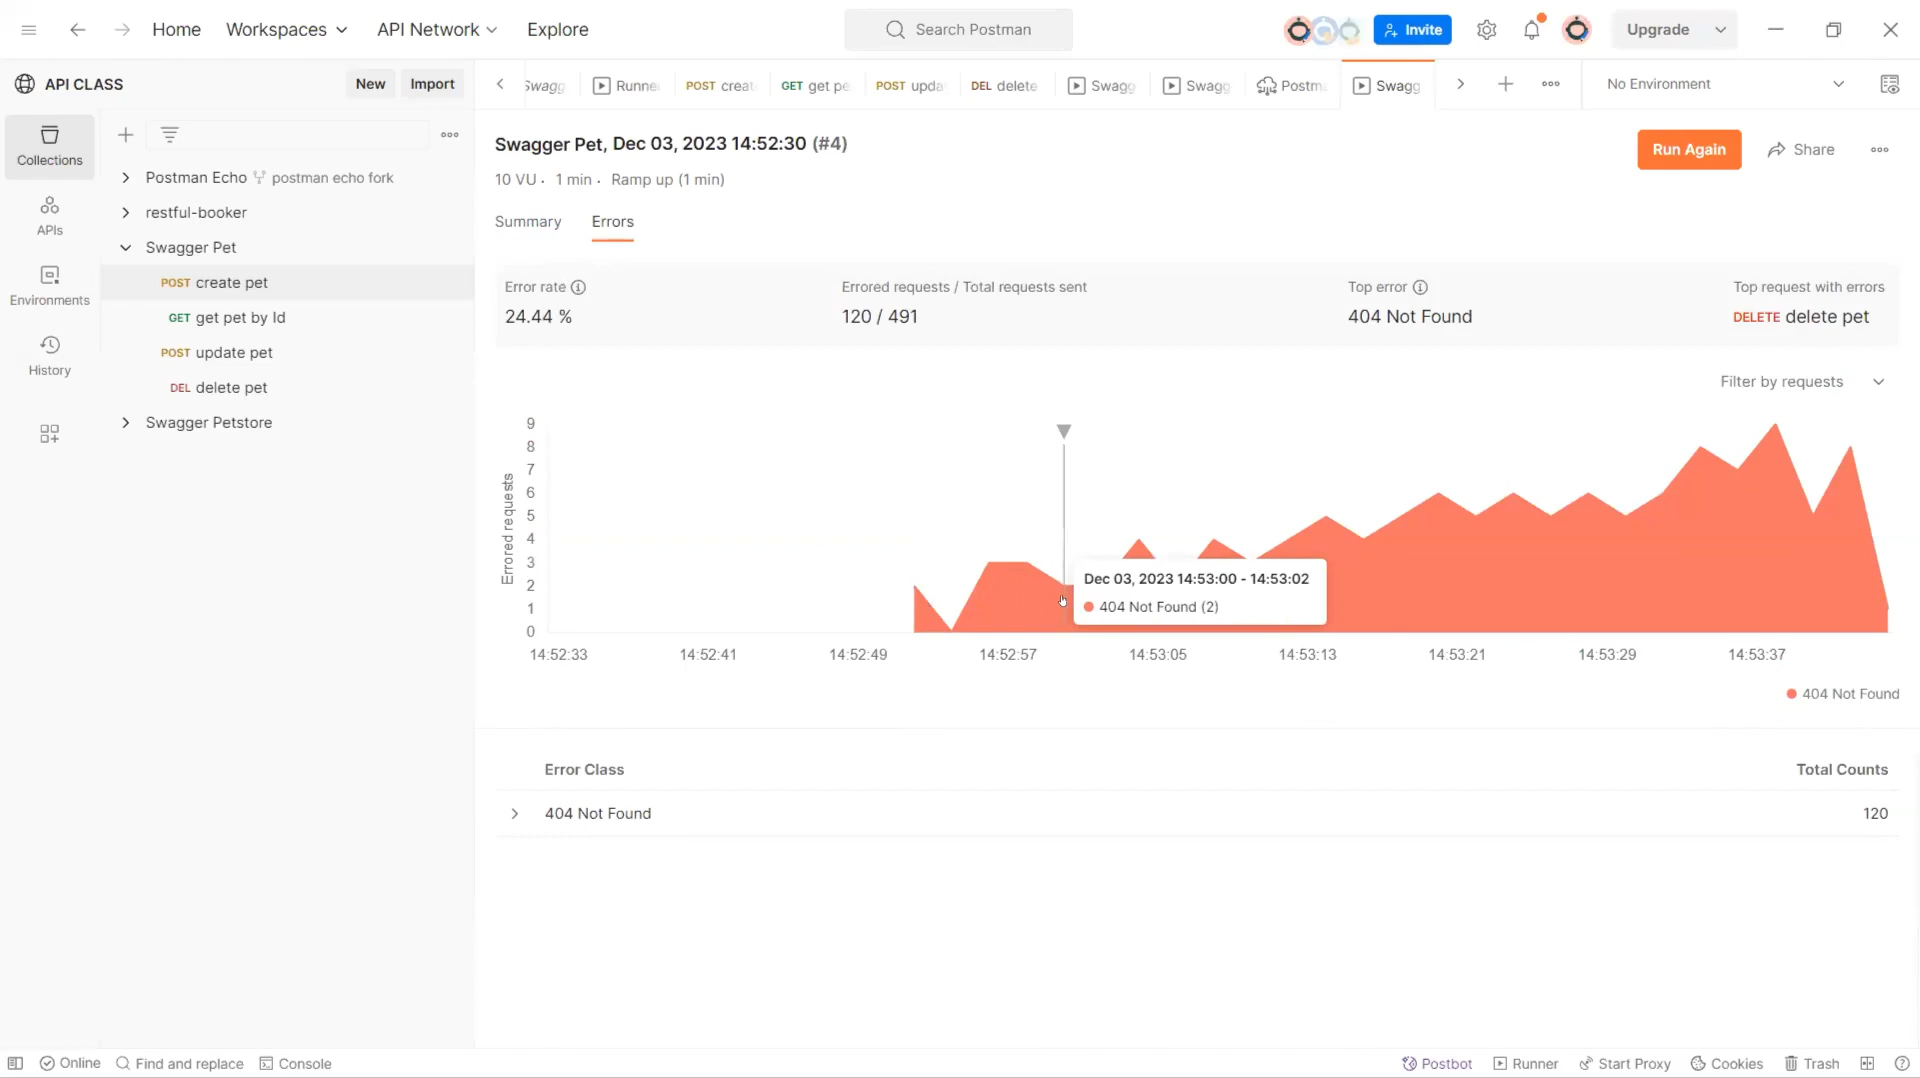 Home Workspaces API Network Explore Search Postman Invite Upgrade
API CLASS New Import Swagg Runne POST creat GET get pe POST upda DEL delete Swagg Swagg Postm Swagg No Environment
Collections
APIs
Environments
History
Postman Echo postman echo fork
restful-booker
Swagger Pet
POST create pet
GET get pet by Id
POST update pet
DEL delete pet
Swagger Petstore
Swagger Pet, Dec 03, 2023 14:52:30 (#4)
Run Again Share
10 VU · 1 min · Ramp up (1 min)
Summary Errors
Error rate Errored requests / Total requests sent Top error Top request with errors
24.44 % 120 / 491 404 Not Found DELETE delete pet
Filter by requests
Errored requests
9
8
7
6
5
4
3
2
1
0
Dec 03, 2023 14:53:00 - 14:53:02
404 Not Found (2)
14:52:33 14:52:41 14:52:49 14:52:57 14:53:05 14:53:13 14:53:21 14:53:29 14:53:37
404 Not Found
Error Class Total Counts
404 Not Found 120
Online Find and replace Console Postbot Runner Start Proxy Cookies Trash